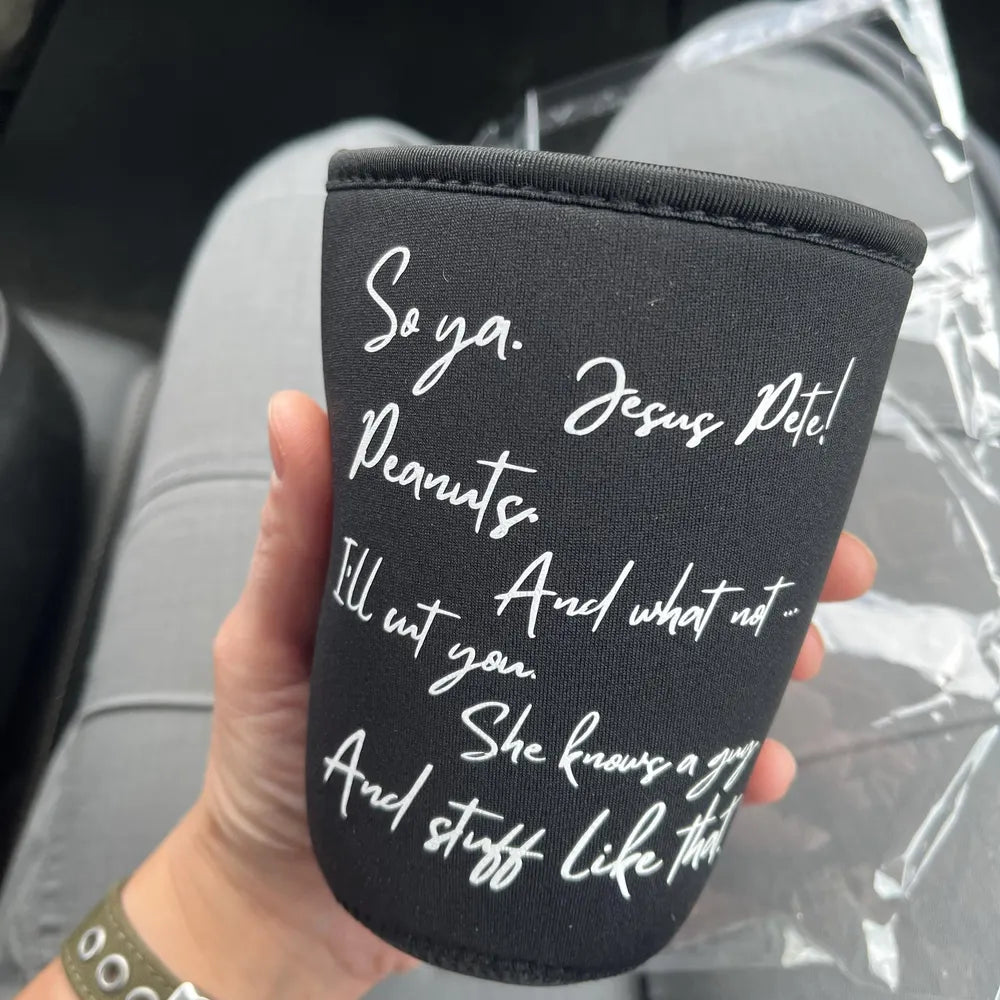 So ya.
Jesus Pete!
Peanuts.
And what not...
I'll cut you.
She knows a guy
And stuff like that.